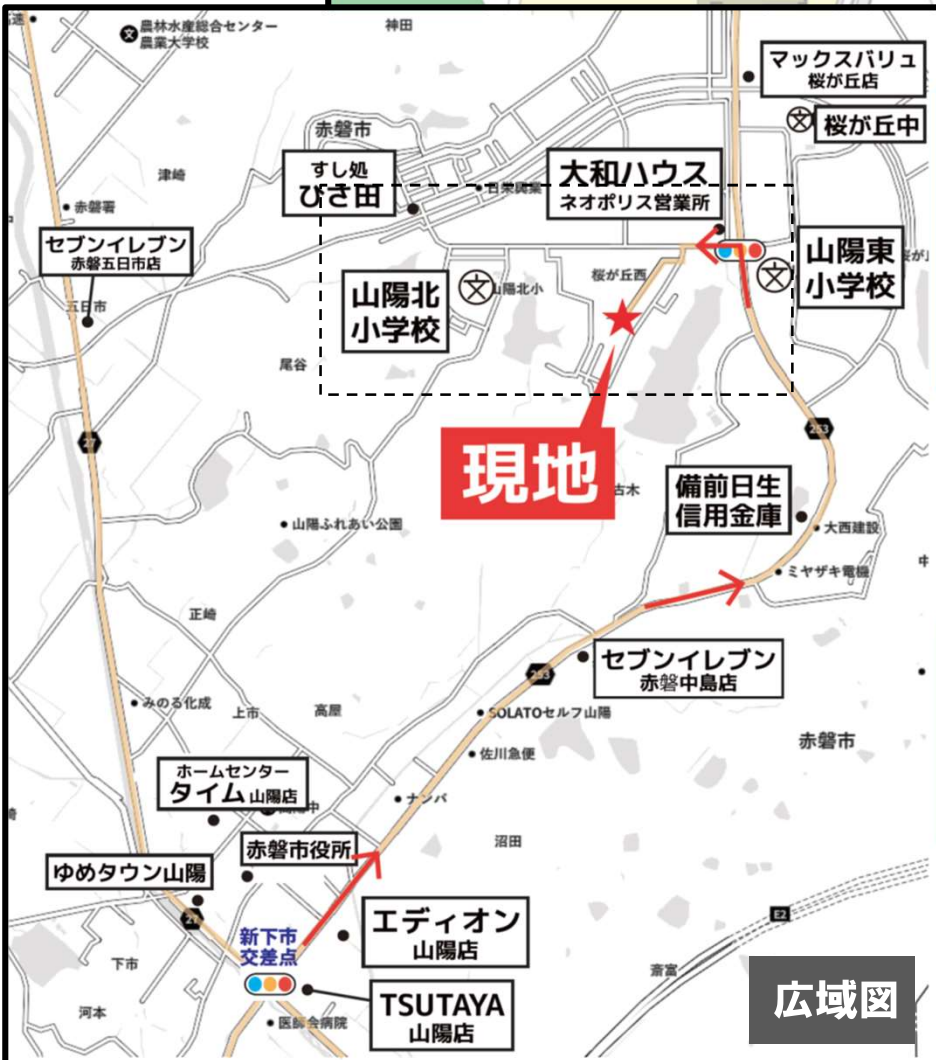 農林水産総合センター
農業大学校
神田
マックスバリュ
桜が丘店
桜が丘中
赤磐市
津崎
すし処
ひさ田
日栄興業
大和ハウス
ネオポリス営業所
赤磐署
セブンイレブン
赤磐五日市店
五日市
山陽北
小学校
山陽北小
桜が丘西
山陽東
小学校
尾谷
現地
古木
27
253
備前日生
信用金庫
大西建設
山陽ふれあい公園
ミヤザキ電機
中
正崎
セブンイレブン
赤磐中島店
253
みのる化成
上市
高屋
SOLATOセルフ山陽
佐川急便
赤磐市
ホームセンター
タイム 山陽店
ナンバ
沼田
赤磐市役所
ゆめタウン山陽
27
エディオン
山陽店
E2
新下市
交差点
下市
斎富
TSUTAYA
山陽店
河本
医師会病院
広域図